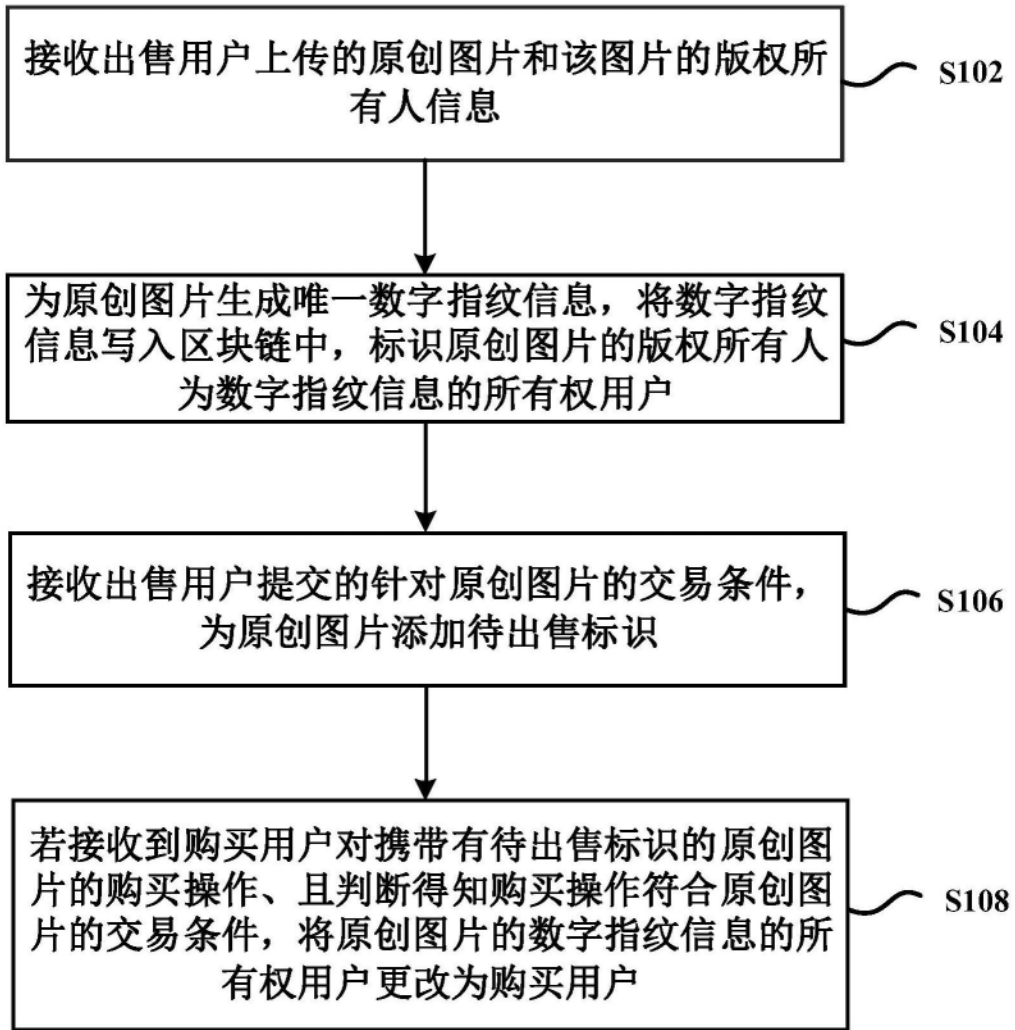 接收出售用户上传的原创图片和该图片的版权所
有人信息
S102
为原创图片生成唯一数字指纹信息，将数字指纹
信息写入区块链中，标识原创图片的版权所有人
为数字指纹信息的所有权用户
S104
接收出售用户提交的针对原创图片的交易条件，
为原创图片添加待出售标识
S106
若接收到购买用户对携带有待出售标识的原创图
片的购买操作、且判断得知购买操作符合原创图
片的交易条件，将原创图片的数字指纹信息的所
有权用户更改为购买用户
S108